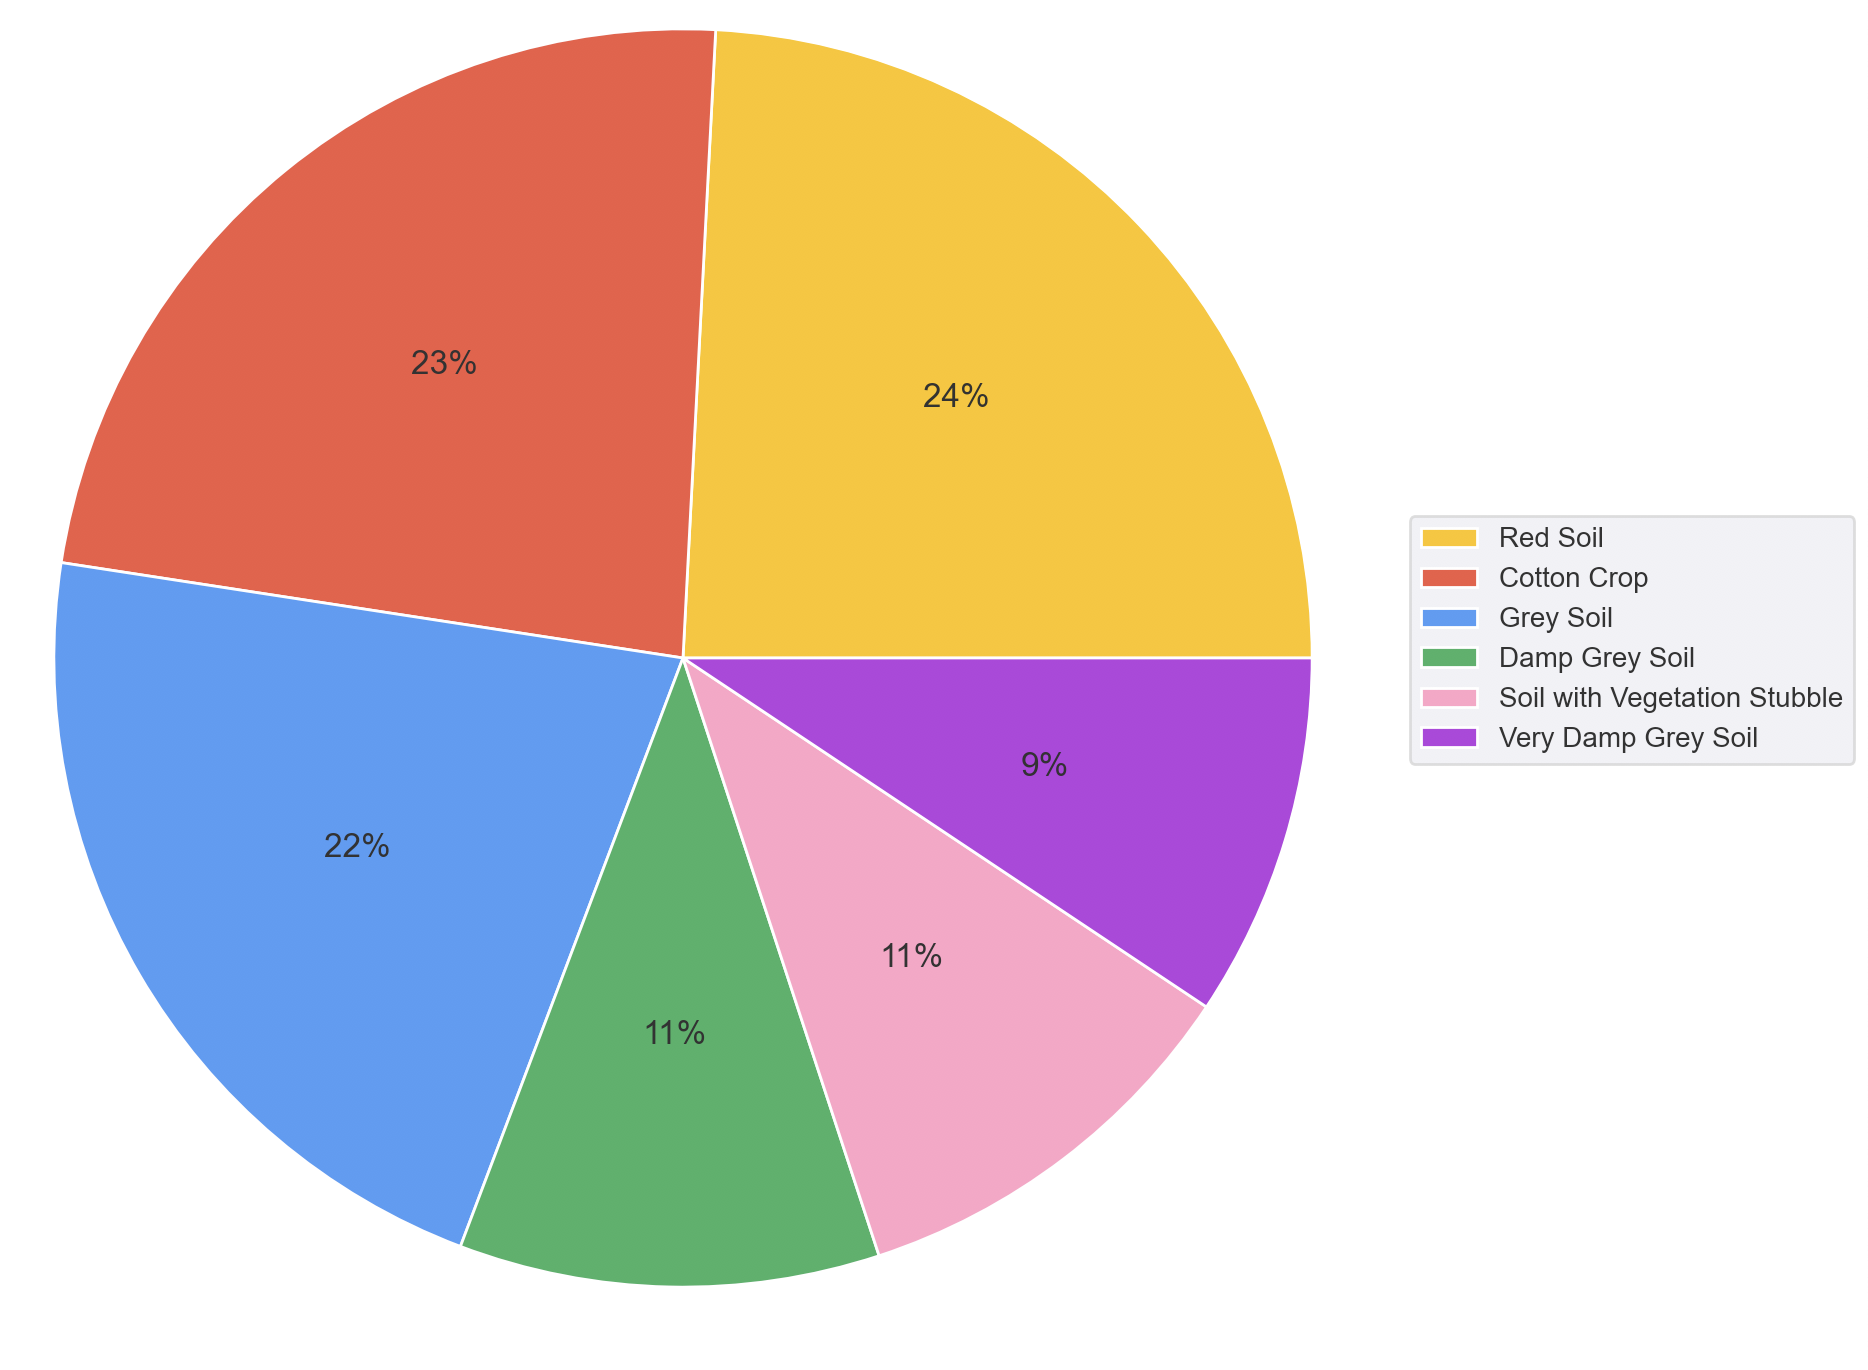 23%
24%
22%
11%
11%
9%
Red Soil
Cotton Crop
Grey Soil
Damp Grey Soil
Soil with Vegetation Stubble
Very Damp Grey Soil